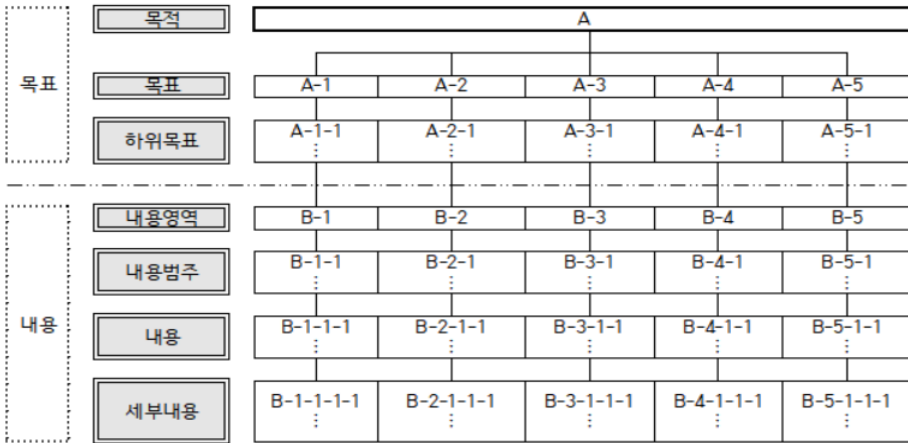 목적 A
목표
목표 A-1 A-2 A-3 A-4 A-5
하위목표 A-1-1 A-2-1 A-3-1 A-4-1 A-5-1
⋮ ⋮ ⋮ ⋮ ⋮
내용영역 B-1 B-2 B-3 B-4 B-5
내용범주 B-1-1 B-2-1 B-3-1 B-4-1 B-5-1
⋮ ⋮ ⋮ ⋮ ⋮
내용
내용 B-1-1-1 B-2-1-1 B-3-1-1 B-4-1-1 B-5-1-1
⋮ ⋮ ⋮ ⋮ ⋮
세부내용 B-1-1-1-1 B-2-1-1-1 B-3-1-1-1 B-4-1-1-1 B-5-1-1-1
⋮ ⋮ ⋮ ⋮ ⋮